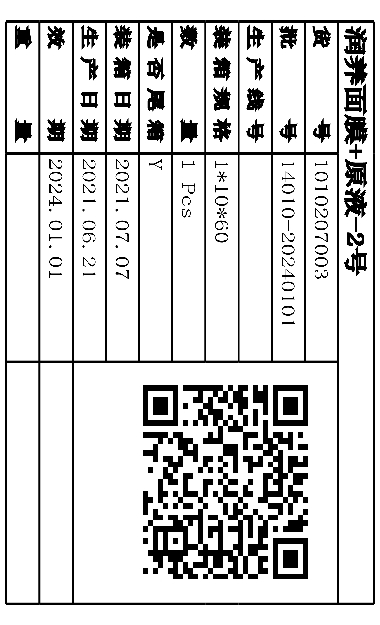 润养面膜+原液-2号
货 号 1010207003
批 号 14010-20240101
生产线号
装箱规格 1*10*60
数 量 1 Pcs
是否尾箱 Y
装箱日期 2021.07.07
生产日期 2021.06.21
效 期 2024.01.01
重 量